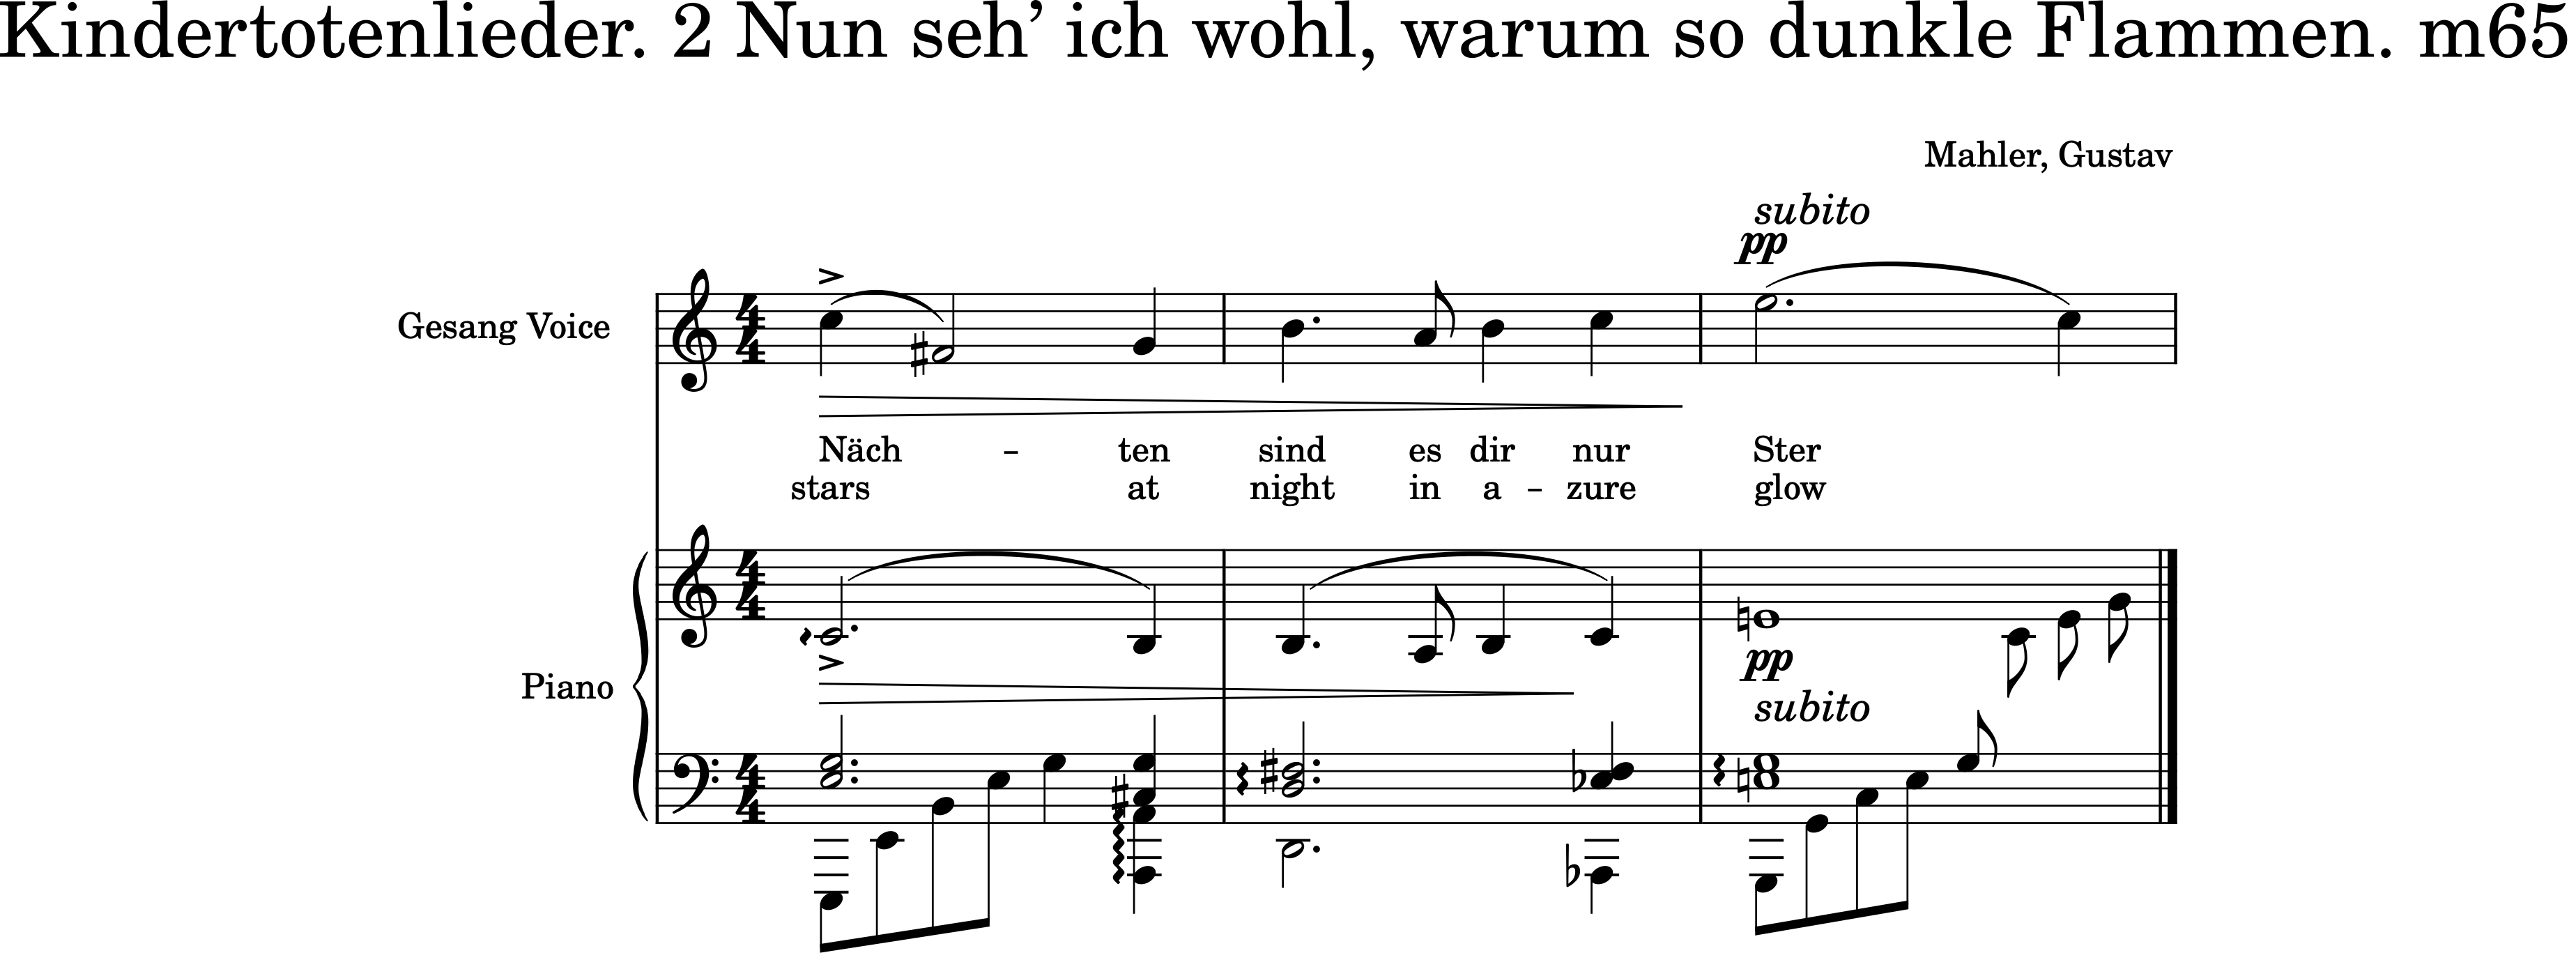 Kindertotenlieder. 2 Nun seh’ ich wohl, warum so dunkle Flammen. m65
Mahler, Gustav
subito
pp
Gesang Voice
Näch - ten sind es dir nur Ster
stars at night in a - zure glow
Piano
pp
subito